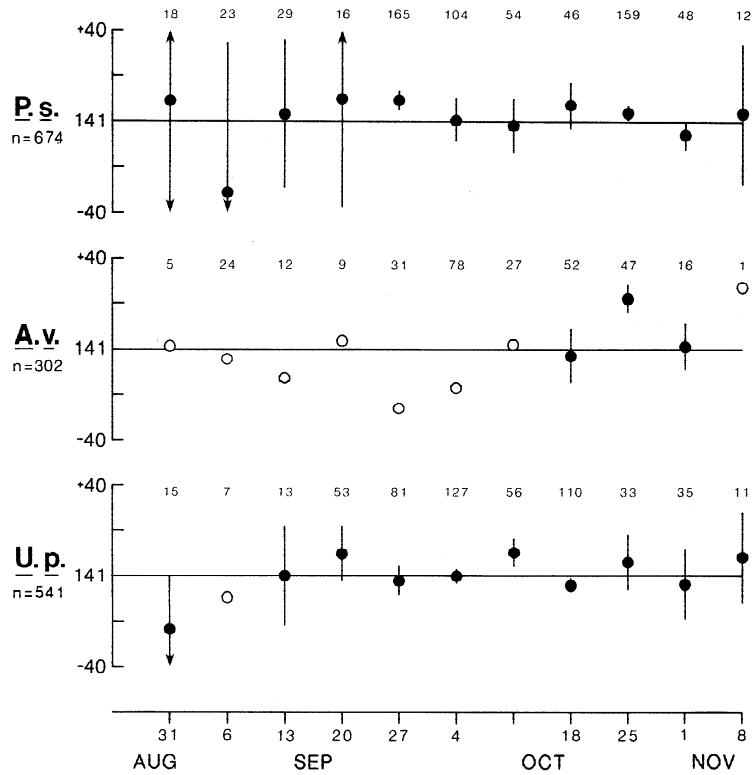 +40 18 23 29 16 165 104 54 46 159 48 12
P.s. 141
n=674
-40
+40
5 24 12 9 31 78 27 52 47 16 1
A.v. 141
n=302
-40
+40
15 7 13 53 81 127 56 110 33 35 11
U.p. 141
n=541
-40
31 6 13 20 27 4 18 25 1 8
AUG SEP OCT NOV